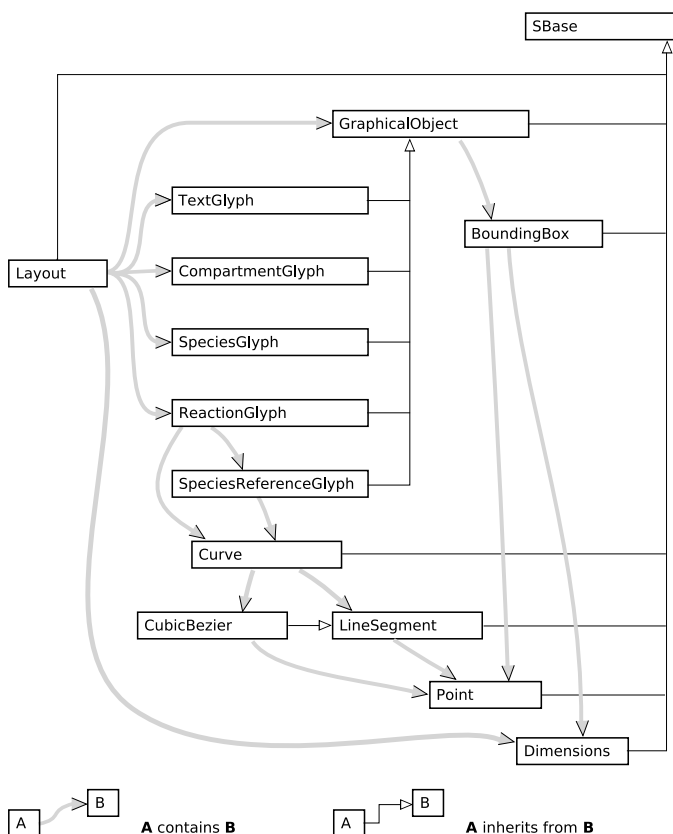 SBase
GraphicalObject
TextGlyph
BoundingBox
Layout
CompartmentGlyph
SpeciesGlyph
ReactionGlyph
SpeciesReferenceGlyph
Curve
CubicBezier
LineSegment
Point
Dimensions
A
B
A contains B
A
B
A inherits from B